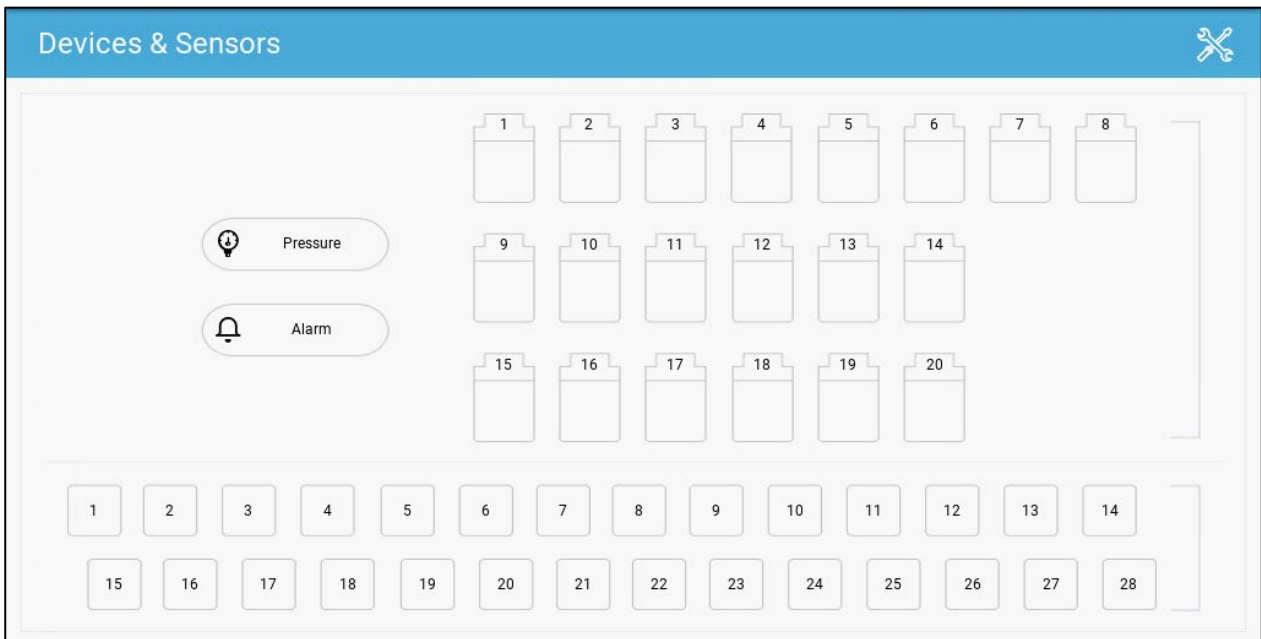 Devices & Sensors
1 2 3 4 5 6 7 8
Pressure
9 10 11 12 13 14
Alarm
15 16 17 18 19 20
1 2 3 4 5 6 7 8 9 10 11 12 13 14
15 16 17 18 19 20 21 22 23 24 25 26 27 28